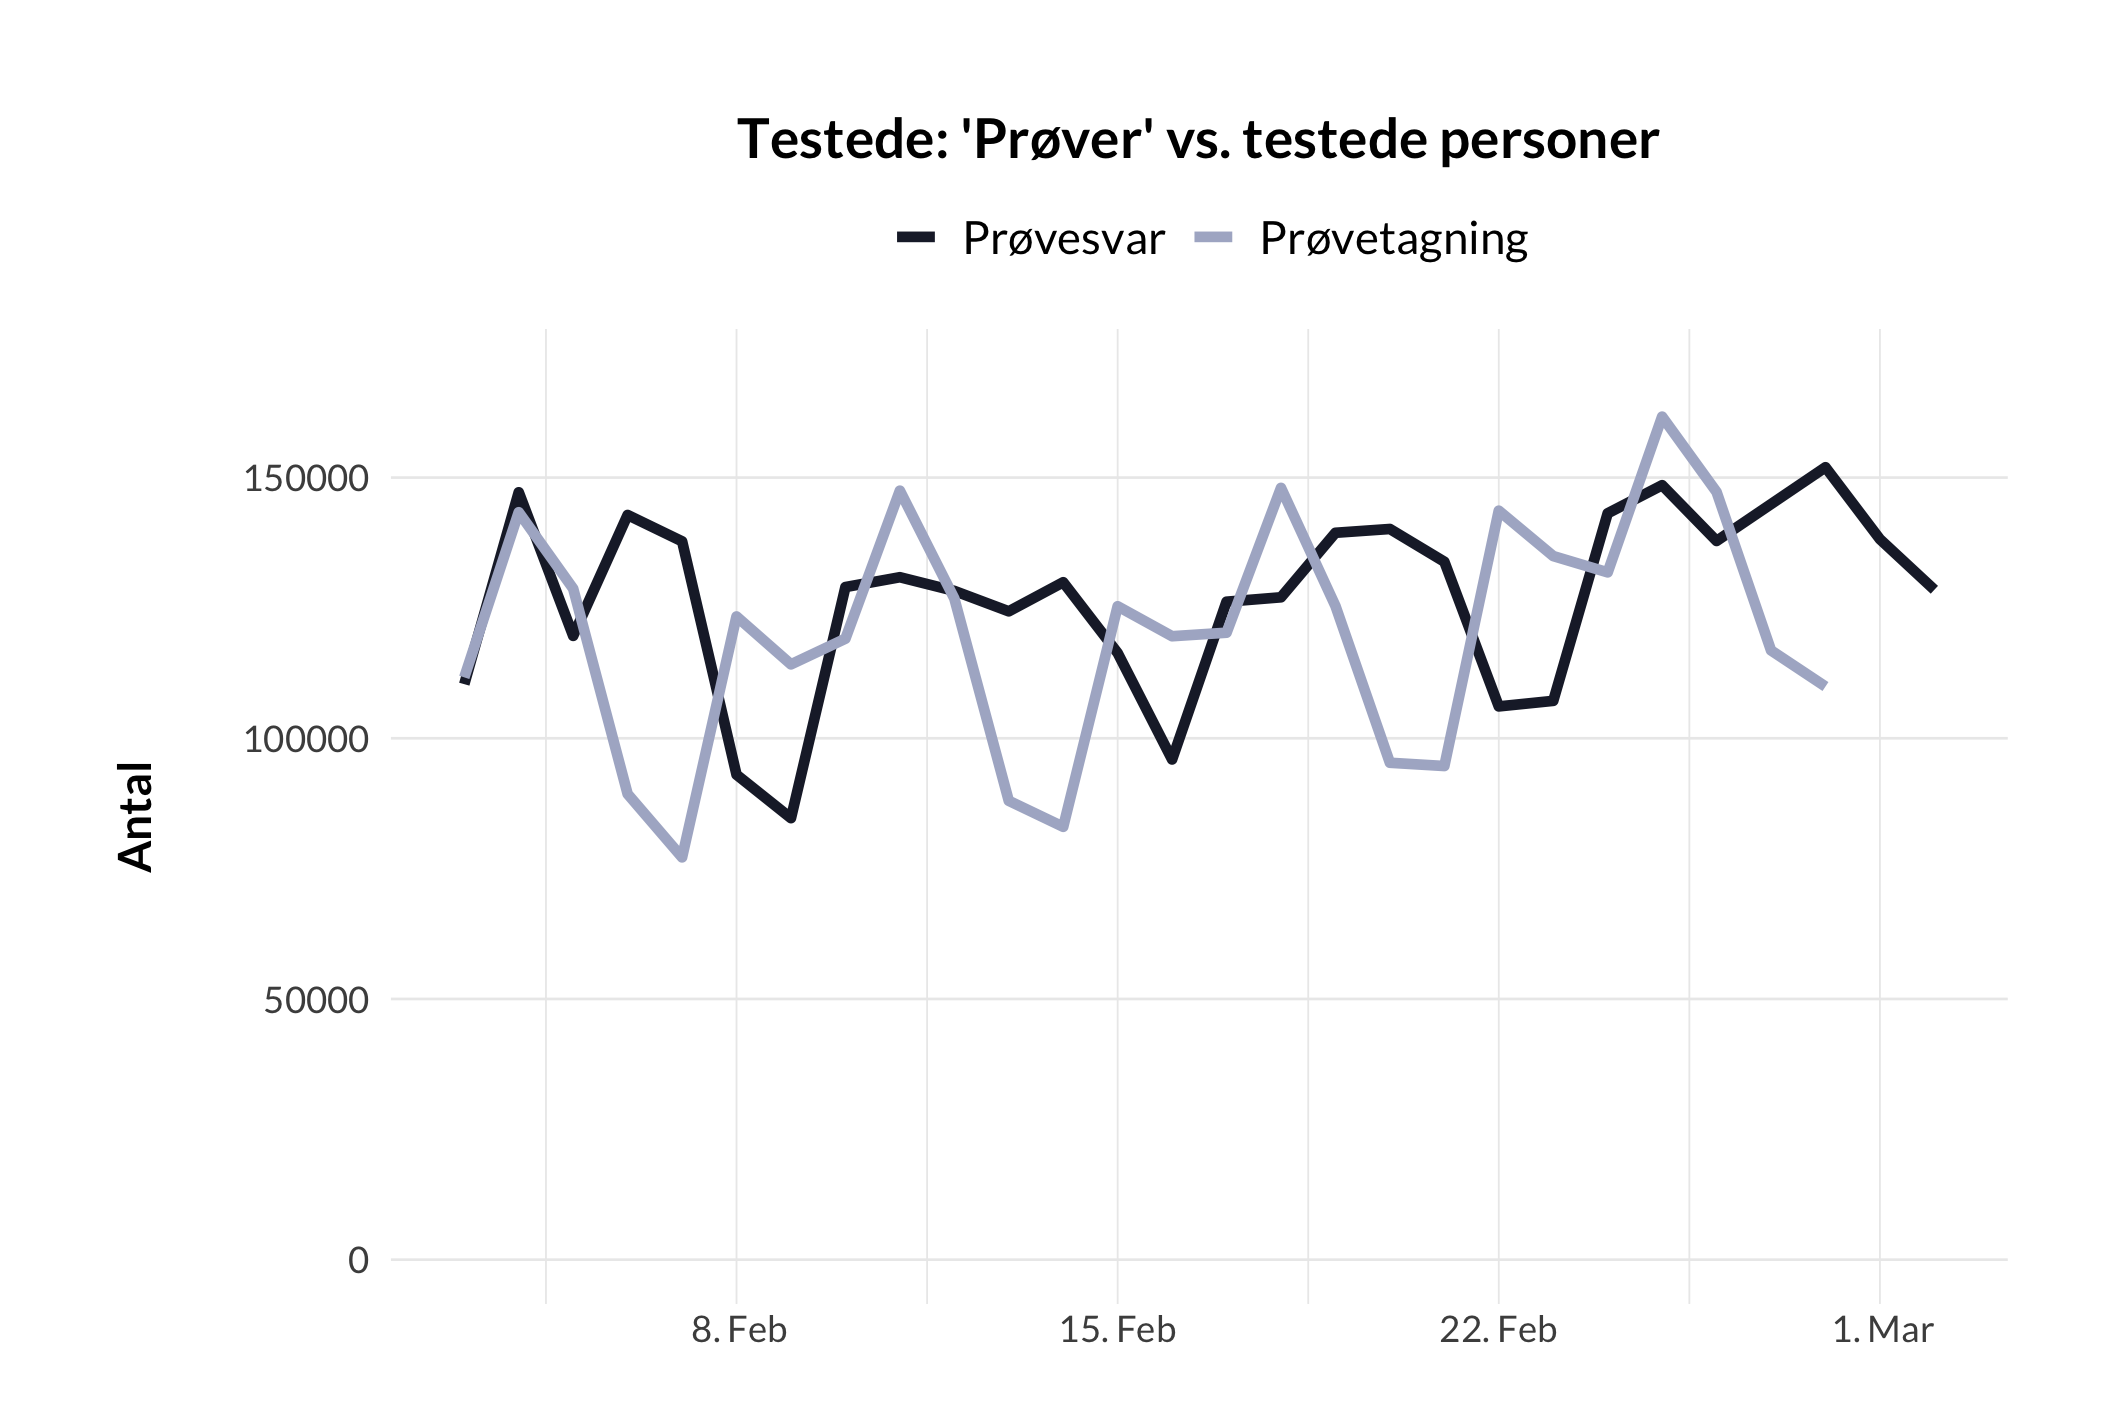 Testede: 'Prøver' vs. testede personer
Prøvesvar Prøvetagning
Antal
150000
100000
50000
0
8. Feb 15. Feb 22. Feb 1. Mar